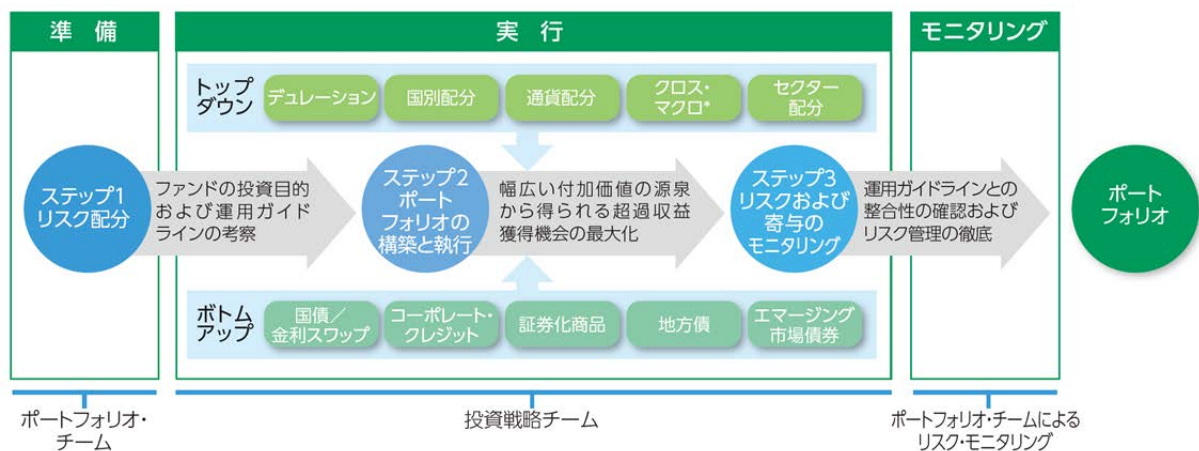 準 備
実 行
モニタリング
トップ
ダウン
デュレーション
国別配分
通貨配分
クロス・
マクロ*
セクター
配分
ステップ1
リスク配分
ファンドの投資目的
および運用ガイド
ラインの考察
ステップ2
ポート
フォリオの
構築と執行
幅広い付加価値の源泉
から得られる超過収益
獲得機会の最大化
ステップ3
リスクおよび
寄与の
モニタリング
運用ガイドラインとの
整合性の確認および
リスク管理の徹底
ポート
フォリオ
ボトム
アップ
国債／
金利スワップ
コーポレート・
クレジット
証券化商品
地方債
エマージング
市場債券
ポートフォリオ・
チーム
投資戦略チーム
ポートフォリオ・チームによる
リスク・モニタリング